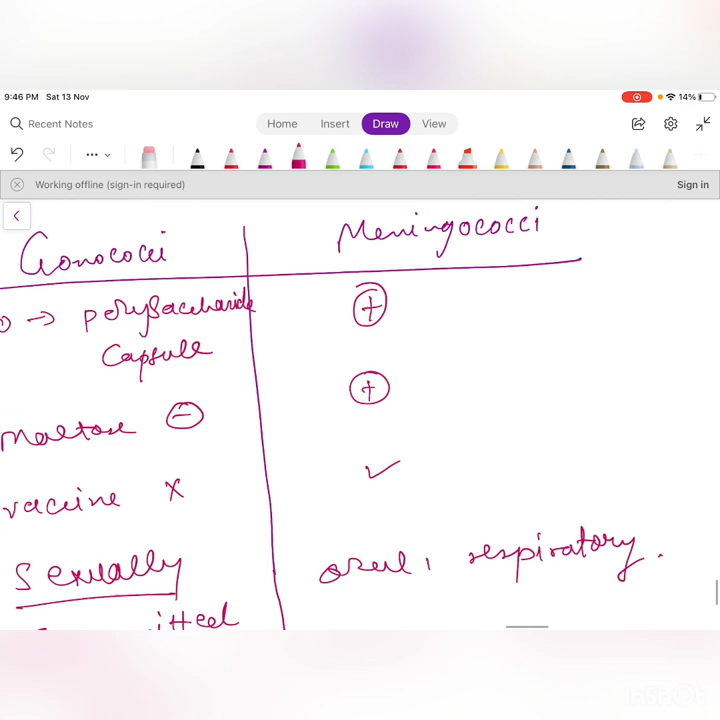 9:46 PM Sat 13 Nov 14%
Recent Notes Home Insert Draw View
Working offline (sign-in required) Sign in
Gonococci Meningococci
→ polysaccharide +
Capsule
maltose - +
vaccine x ✓
Sexually oral, respiratory.